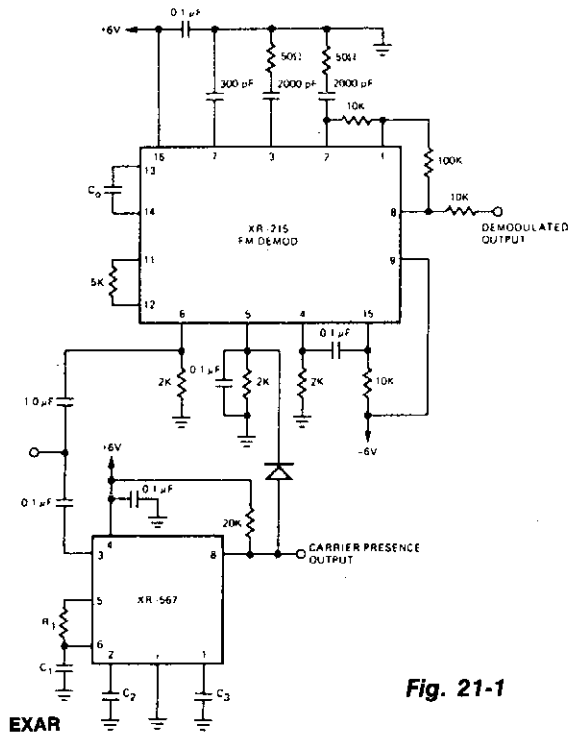 0.1 µF
+6V
50Ω
50Ω
300 pF
2000 pF
2000 pF
10K
16
7
3
2
1
13
100K
C₀
14
10K
XR-215
FM DEMOD
8
DEMODULATED
OUTPUT
9
11
5K
12
6
5
4
15
0.1 µF
0.1 µF
2K
2K
2K
10K
1.0 µF
-6V
+6V
0.1 µF
0.1 µF
20K
4
3
8
CARRIER PRESENCE
OUTPUT
XR-567
5
R₁
6
2
7
1
C₁
C₂
C₃
Fig. 21-1
EXAR